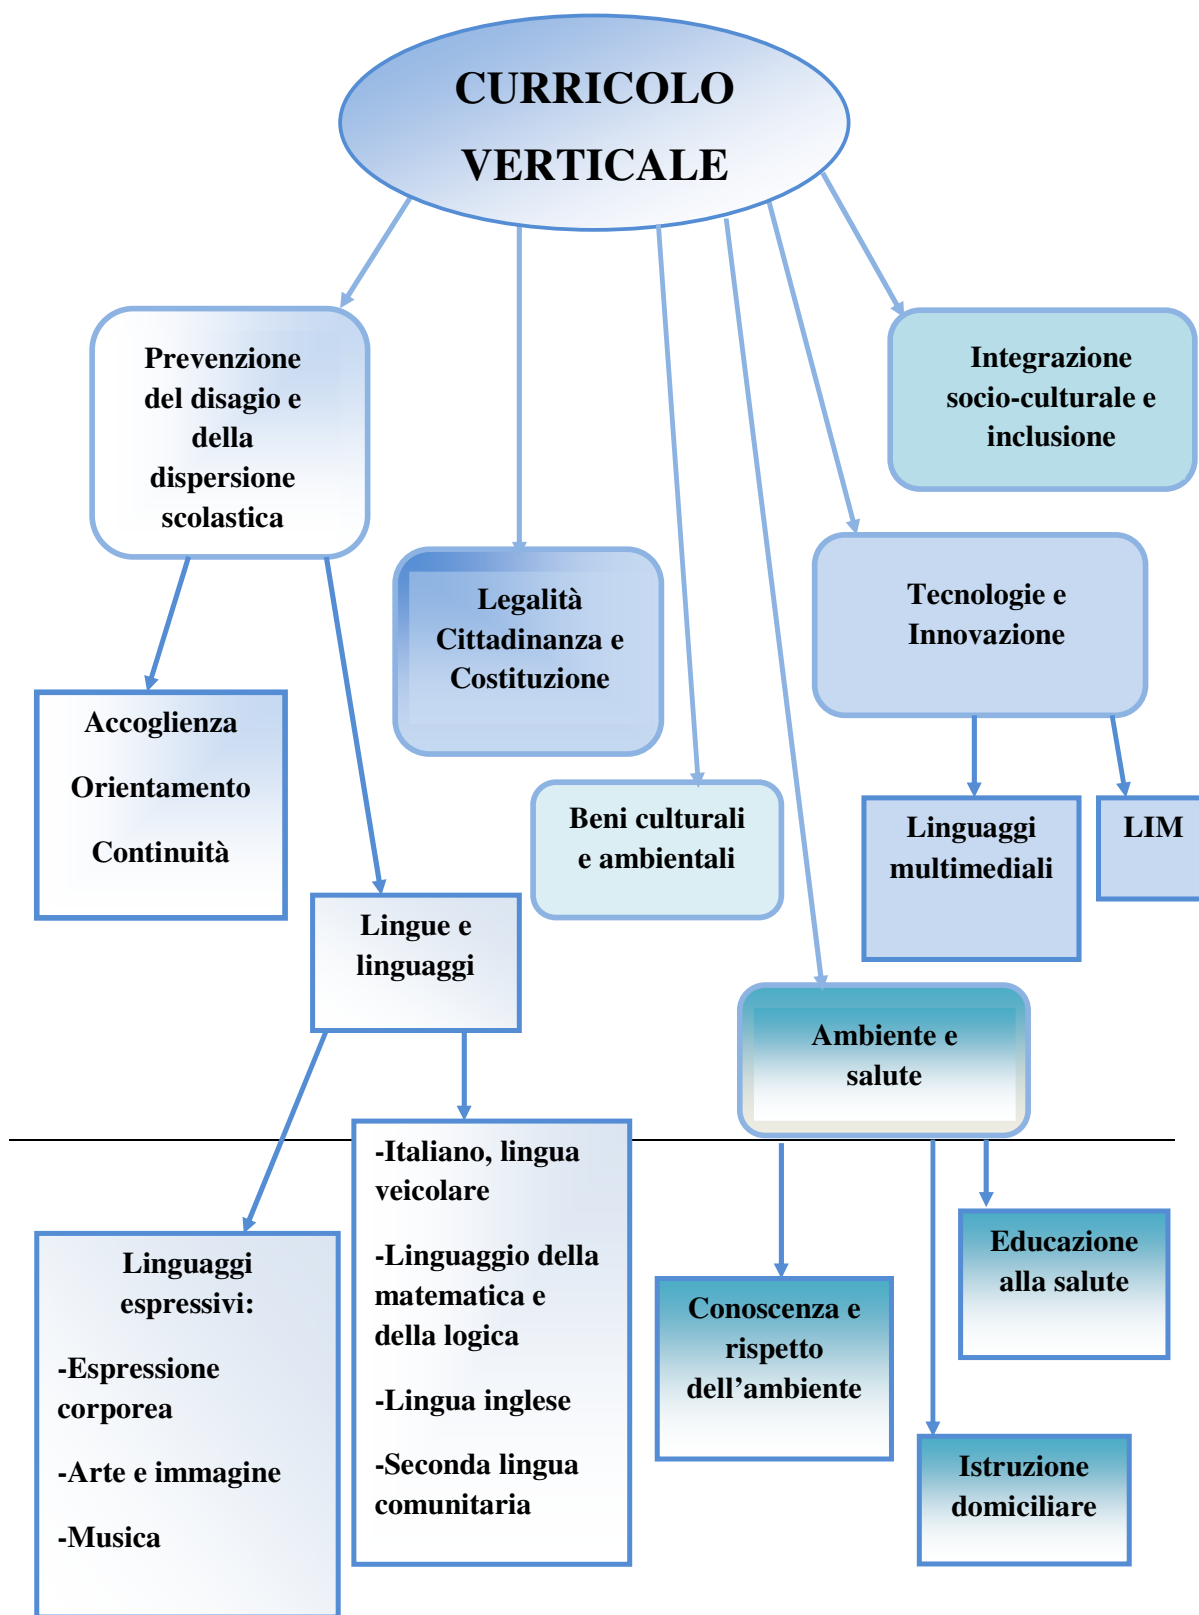 CURRICOLO
VERTICALE
Prevenzione
del disagio e
della
dispersione
scolastica
Integrazione
socio-culturale e
inclusione
Legalità
Cittadinanza e
Costituzione
Tecnologie e
Innovazione
Accoglienza
Orientamento
Continuità
Beni culturali
e ambientali
Linguaggi
multimediali
LIM
Lingue e
linguaggi
Ambiente e
salute
-Italiano, lingua
veicolare
-Linguaggio della
matematica e
della logica
-Lingua inglese
-Seconda lingua
comunitaria
Linguaggi
espressivi:
-Espressione
corporea
-Arte e immagine
-Musica
Conoscenza e
rispetto
dell’ambiente
Educazione
alla salute
Istruzione
domiciliare